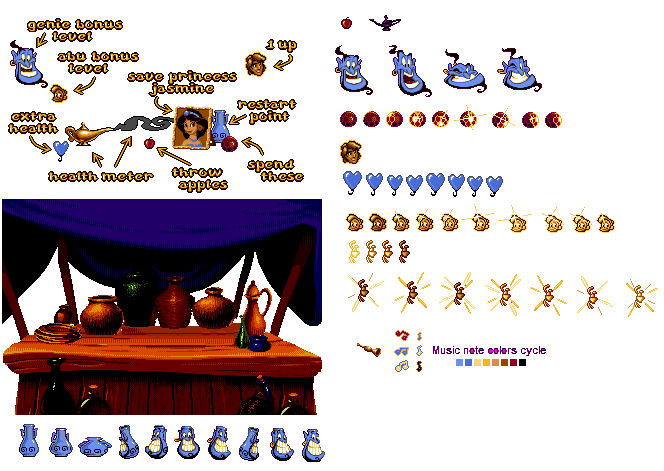 genie bonus
level
abu bonus
level
1 up
save princess
jasmine
restart
point
extra
health
health meter
throw
apples
spend
these
Music note colors cycle